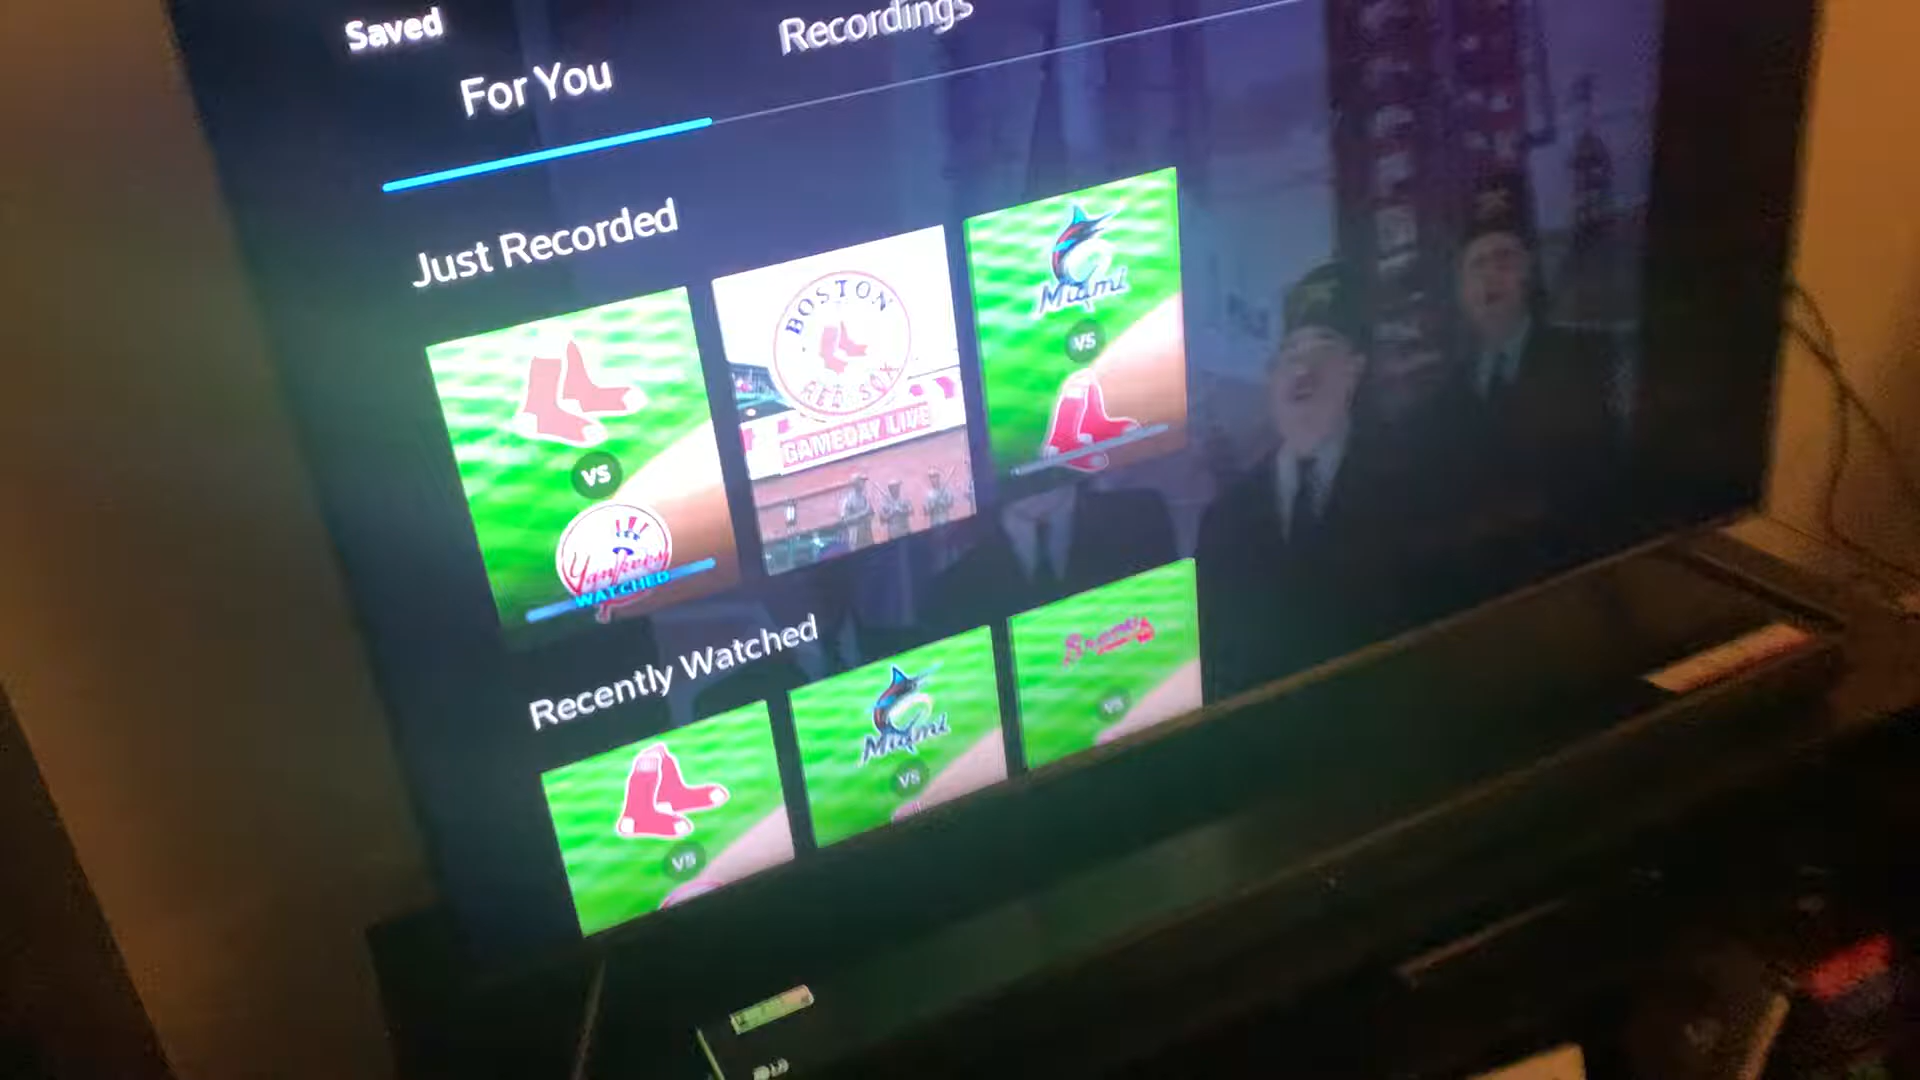 Saved
Recordings
For You
Just Recorded
VS
Yankees
WATCHED
BOSTON
RED SOX
GAMEDAY LIVE
Miami
VS
Recently Watched
VS
Miami
VS
Braves
VS